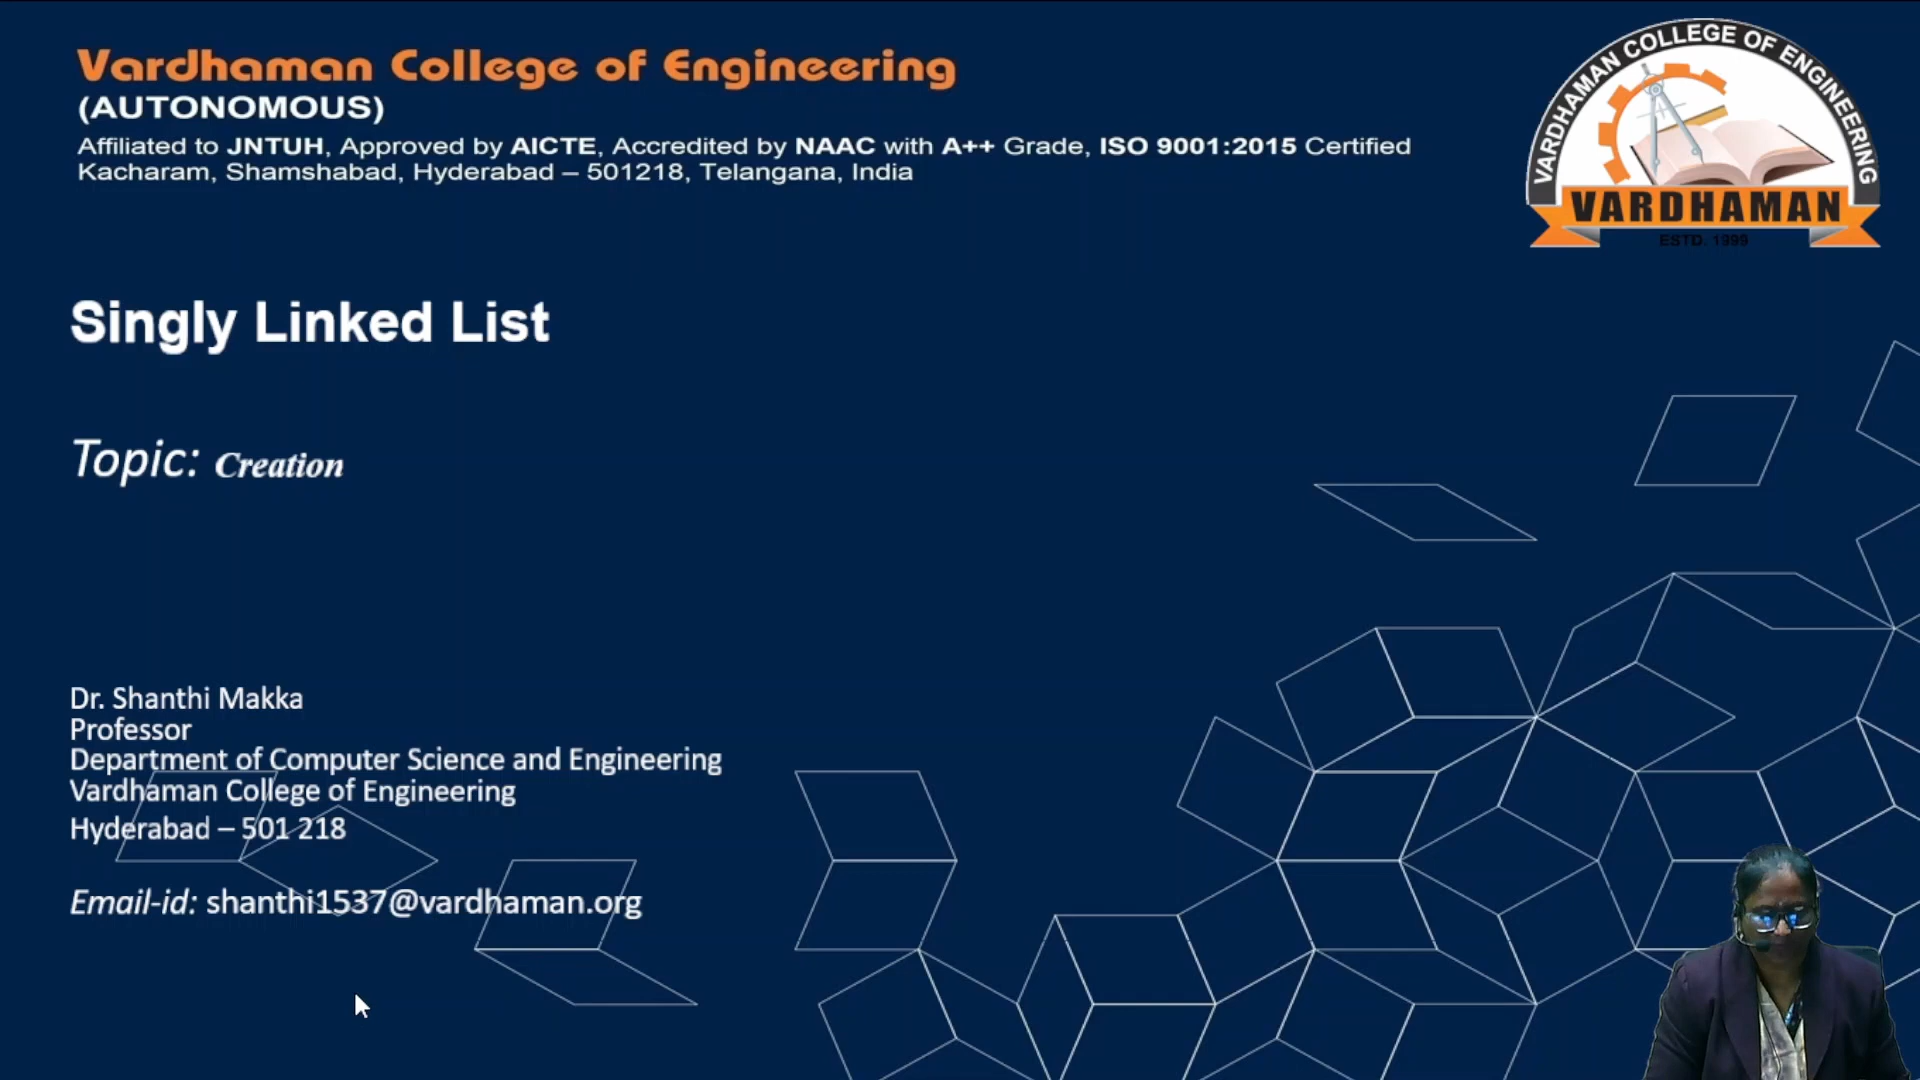 Vardhaman College of Engineering
(AUTONOMOUS)
Affiliated to JNTUH, Approved by AICTE, Accredited by NAAC with A++ Grade, ISO 9001:2015 Certified
Kacharam, Shamshabad, Hyderabad – 501218, Telangana, India
VARDHAMAN COLLEGE OF ENGINEERING
VARDHAMAN
ESTD. 1999
Singly Linked List
Topic: Creation
Dr. Shanthi Makka
Professor
Department of Computer Science and Engineering
Vardhaman College of Engineering
Hyderabad – 501 218
Email-id: shanthi1537@vardhaman.org